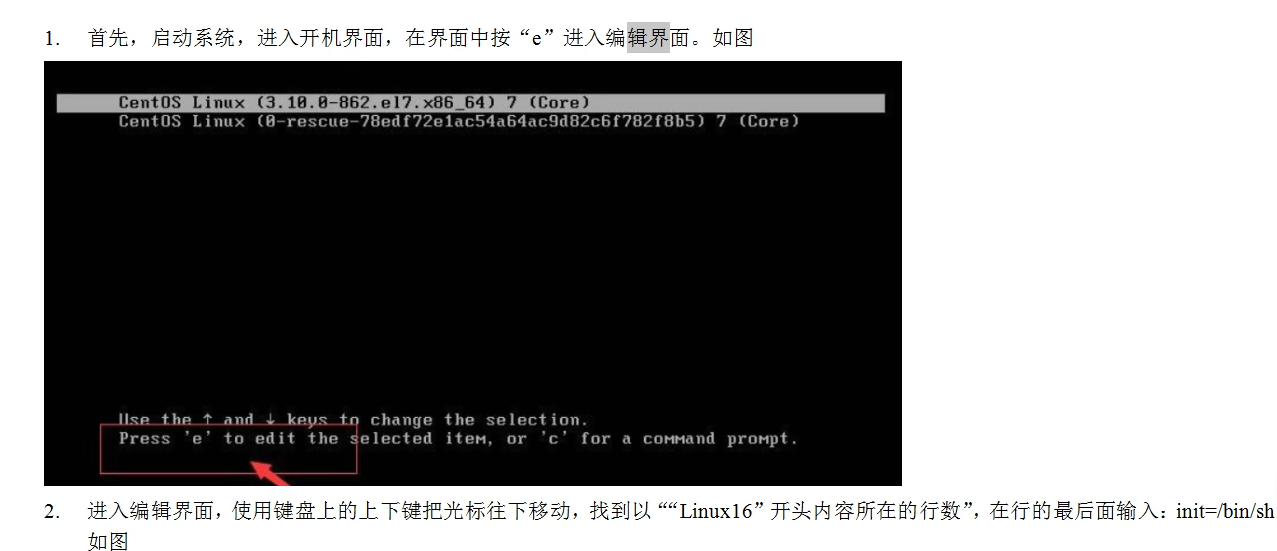 1. 首先，启动系统，进入开机界面，在界面中按“e”进入编辑界面。如图
CentOS Linux (3.10.0-862.el7.x86_64) 7 (Core)
CentOS Linux (0-rescue-78edf72e1ac54a64ac9d82c6f782f8b5) 7 (Core)
Use the ↑ and ↓ keys to change the selection.
Press 'e' to edit the selected item, or 'c' for a command prompt.
2. 进入编辑界面，使用键盘上的上下键把光标往下移动，找到以““Linux16”开头内容所在的行数”，在行的最后面输入：init=/bin/sh
如图